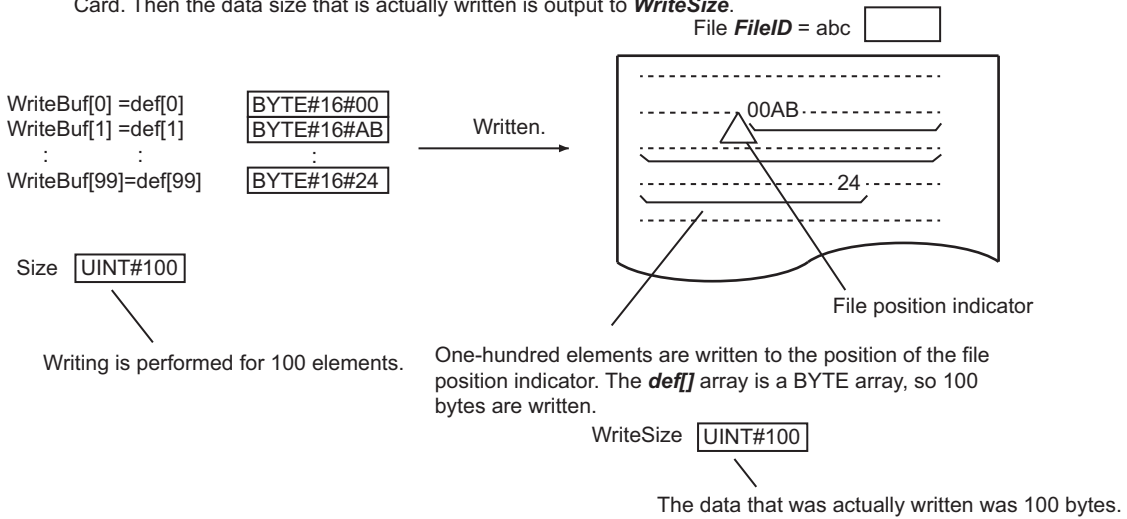 Card. Then the data size that is actually written is output to WriteSize.
File FileID = abc
WriteBuf[0] =def[0] BYTE#16#00
WriteBuf[1] =def[1] BYTE#16#AB
: : :
WriteBuf[99]=def[99] BYTE#16#24
Written.
00AB
24
Size UINT#100
File position indicator
Writing is performed for 100 elements.
One-hundred elements are written to the position of the file
position indicator. The def[] array is a BYTE array, so 100
bytes are written.
WriteSize UINT#100
The data that was actually written was 100 bytes.